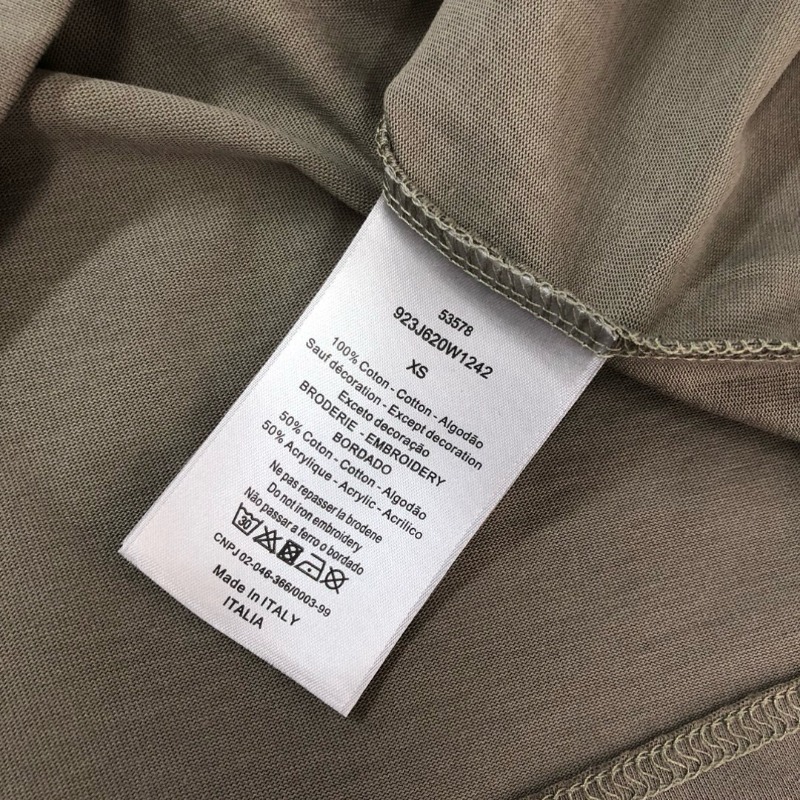 53578
923J620W1242
XS
100% Coton - Cotton - Algodão
Sauf décoration - Except decoration
Exceto decoração
BRODERIE - EMBROIDERY
BORDADO
50% Coton - Cotton - Algodão
50% Acrylique - Acrylic - Acrilico
Ne pas repasser la brodene
Do not iron embroidery
Não passar a ferro o bordado
30
CNPJ 02-046-366/0003-99
Made In ITALY
ITALIA